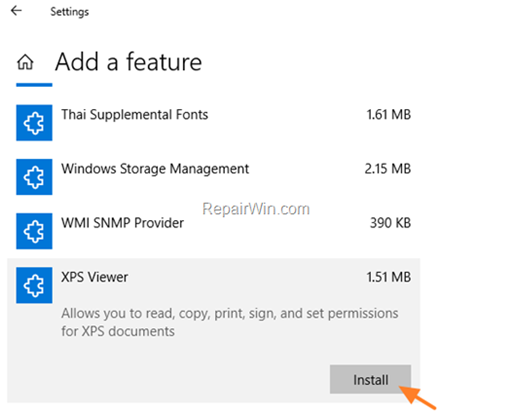 Settings
Add a feature
Thai Supplemental Fonts 1.61 MB
Windows Storage Management 2.15 MB
RepairWin.com
WMI SNMP Provider 390 KB
XPS Viewer 1.51 MB
Allows you to read, copy, print, sign, and set permissions
for XPS documents
Install